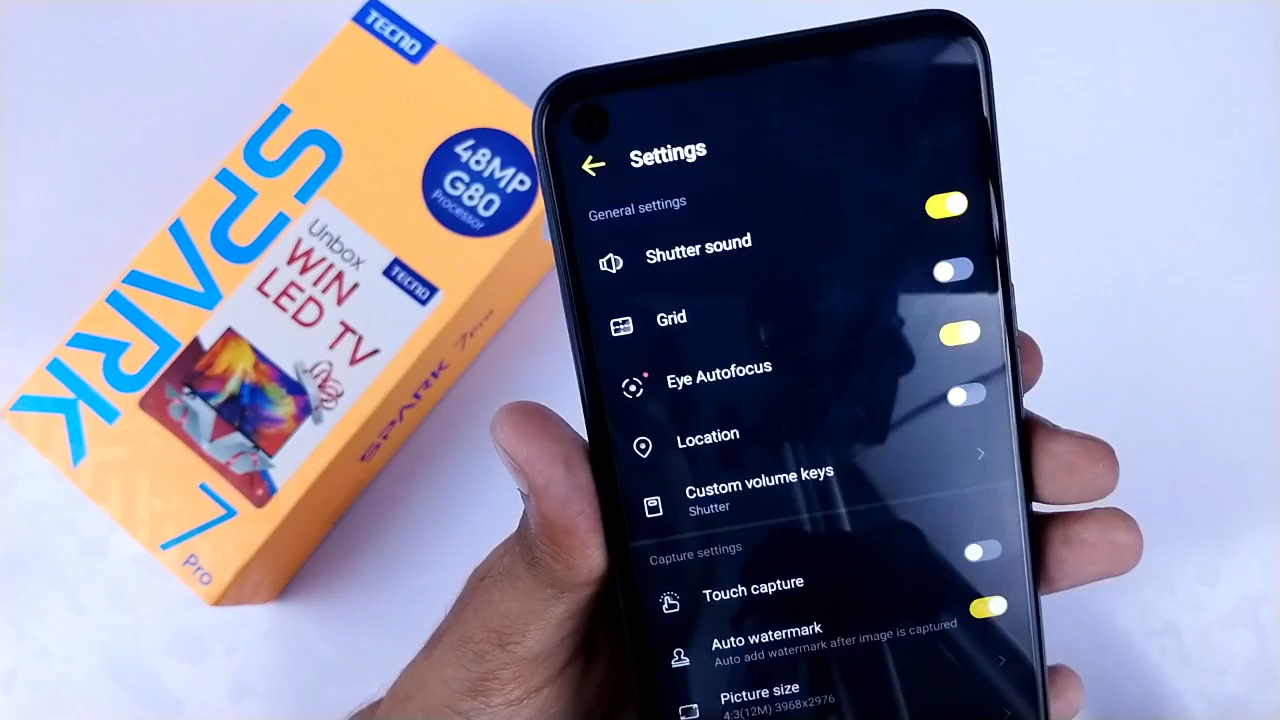 TECNO
SPARK
7
Pro
48MP
G80
Processor
Unbox
WIN
LED TV
TECNO
SPARK 7pro
Settings
General settings
Shutter sound
Grid
Eye Autofocus
Location
Custom volume keys
Shutter
Capture settings
Touch capture
Auto watermark
Auto add watermark after image is captured
Picture size
4:3(12M) 3968x2976